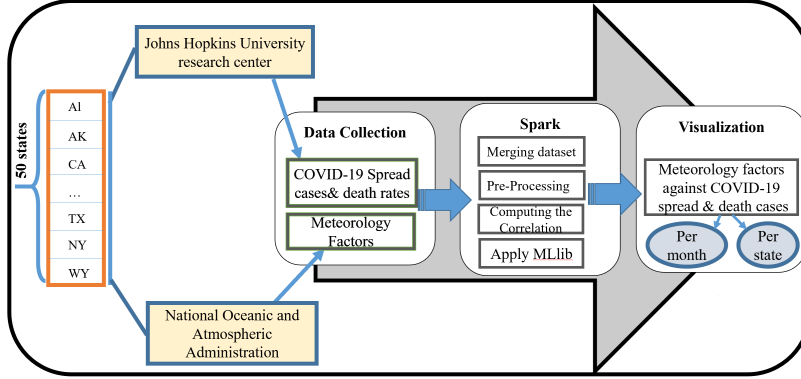 50 states
Al
AK
CA
...
TX
NY
WY
Johns Hopkins University
research center
National Oceanic and
Atmospheric
Administration
Data Collection
COVID-19 Spread
cases& death rates
Meteorology
Factors
Spark
Merging dataset
Pre-Processing
Computing the
Correlation
Apply MLlib
Visualization
Meteorology factors
against COVID-19
spread & death cases
Per
month
Per
state